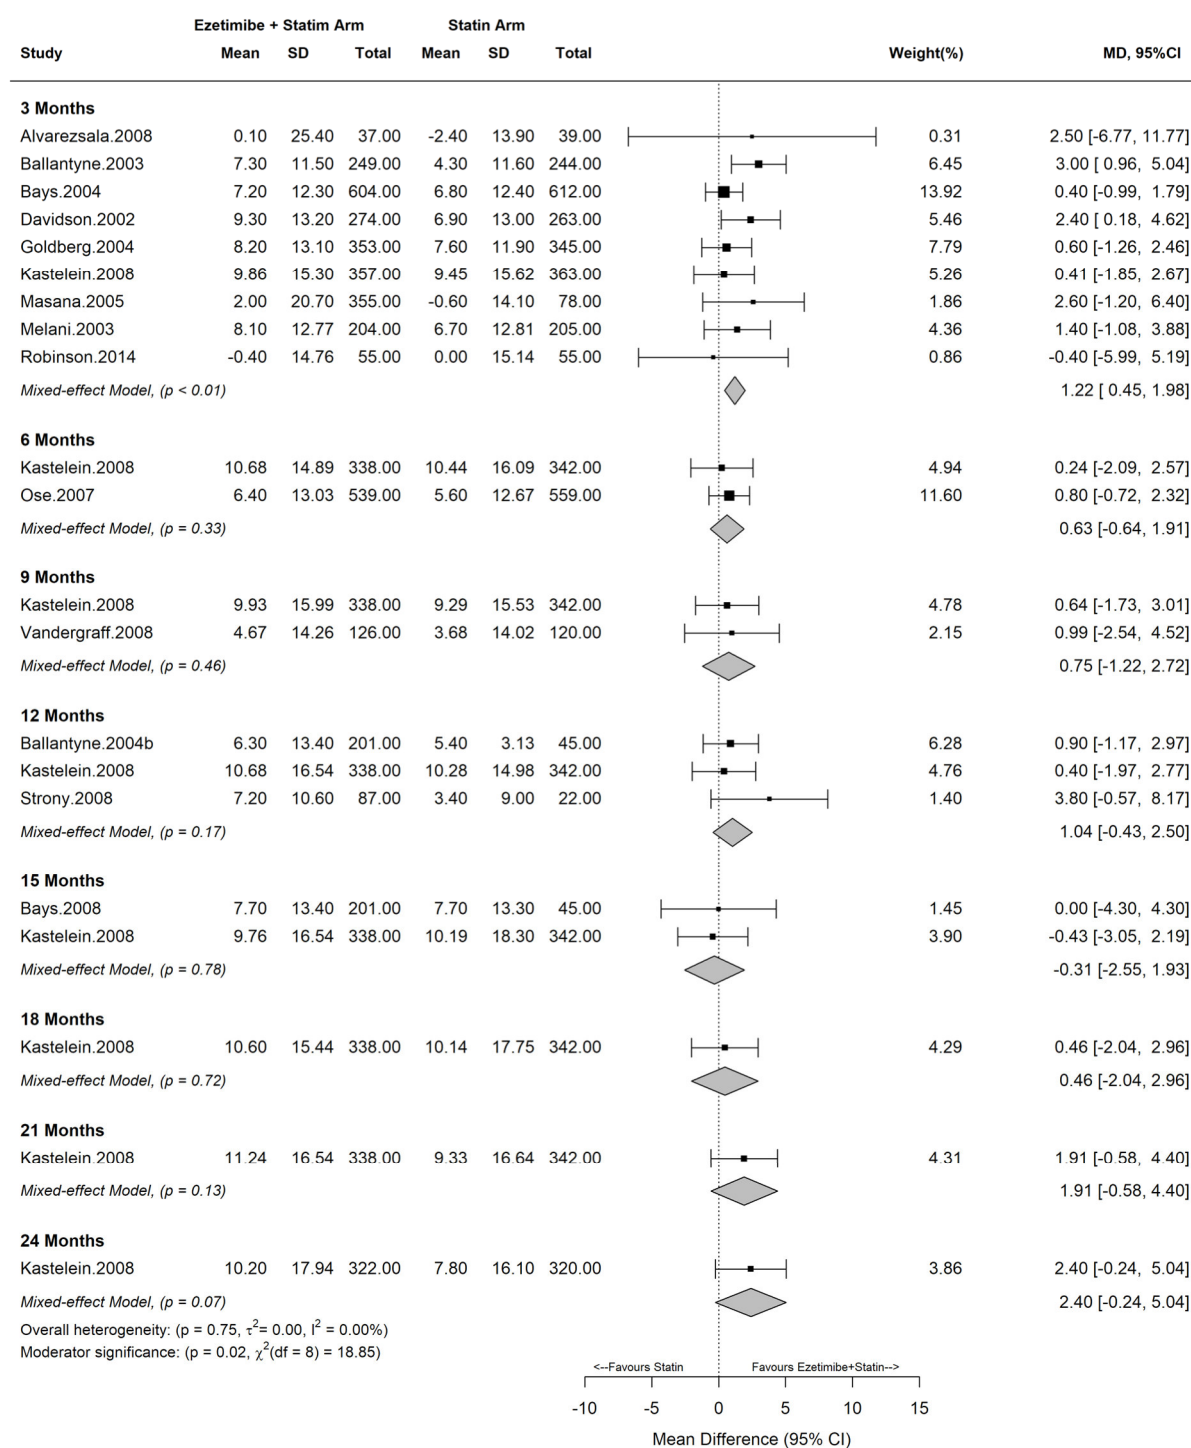 Ezetimibe + Statim Arm Statin Arm
Study Mean SD Total Mean SD Total Weight(%) MD, 95%CI
3 Months
Alvarezsala.2008 0.10 25.40 37.00 -2.40 13.90 39.00 0.31 2.50 [-6.77, 11.77]
Ballantyne.2003 7.30 11.50 249.00 4.30 11.60 244.00 6.45 3.00 [ 0.96, 5.04]
Bays.2004 7.20 12.30 604.00 6.80 12.40 612.00 13.92 0.40 [-0.99, 1.79]
Davidson.2002 9.30 13.20 274.00 6.90 13.00 263.00 5.46 2.40 [ 0.18, 4.62]
Goldberg.2004 8.20 13.10 353.00 7.60 11.90 345.00 7.79 0.60 [-1.26, 2.46]
Kastelein.2008 9.86 15.30 357.00 9.45 15.62 363.00 5.26 0.41 [-1.85, 2.67]
Masana.2005 2.00 20.70 355.00 -0.60 14.10 78.00 1.86 2.60 [-1.20, 6.40]
Melani.2003 8.10 12.77 204.00 6.70 12.81 205.00 4.36 1.40 [-1.08, 3.88]
Robinson.2014 -0.40 14.76 55.00 0.00 15.14 55.00 0.86 -0.40 [-5.99, 5.19]
Mixed-effect Model, (p < 0.01) 1.22 [ 0.45, 1.98]
6 Months
Kastelein.2008 10.68 14.89 338.00 10.44 16.09 342.00 4.94 0.24 [-2.09, 2.57]
Ose.2007 6.40 13.03 539.00 5.60 12.67 559.00 11.60 0.80 [-0.72, 2.32]
Mixed-effect Model, (p = 0.33) 0.63 [-0.64, 1.91]
9 Months
Kastelein.2008 9.93 15.99 338.00 9.29 15.53 342.00 4.78 0.64 [-1.73, 3.01]
Vandergraff.2008 4.67 14.26 126.00 3.68 14.02 120.00 2.15 0.99 [-2.54, 4.52]
Mixed-effect Model, (p = 0.46) 0.75 [-1.22, 2.72]
12 Months
Ballantyne.2004b 6.30 13.40 201.00 5.40 3.13 45.00 6.28 0.90 [-1.17, 2.97]
Kastelein.2008 10.68 16.54 338.00 10.28 14.98 342.00 4.76 0.40 [-1.97, 2.77]
Strony.2008 7.20 10.60 87.00 3.40 9.00 22.00 1.40 3.80 [-0.57, 8.17]
Mixed-effect Model, (p = 0.17) 1.04 [-0.43, 2.50]
15 Months
Bays.2008 7.70 13.40 201.00 7.70 13.30 45.00 1.45 0.00 [-4.30, 4.30]
Kastelein.2008 9.76 16.54 338.00 10.19 18.30 342.00 3.90 -0.43 [-3.05, 2.19]
Mixed-effect Model, (p = 0.78) -0.31 [-2.55, 1.93]
18 Months
Kastelein.2008 10.60 15.44 338.00 10.14 17.75 342.00 4.29 0.46 [-2.04, 2.96]
Mixed-effect Model, (p = 0.72) 0.46 [-2.04, 2.96]
21 Months
Kastelein.2008 11.24 16.54 338.00 9.33 16.64 342.00 4.31 1.91 [-0.58, 4.40]
Mixed-effect Model, (p = 0.13) 1.91 [-0.58, 4.40]
24 Months
Kastelein.2008 10.20 17.94 322.00 7.80 16.10 320.00 3.86 2.40 [-0.24, 5.04]
Mixed-effect Model, (p = 0.07) 2.40 [-0.24, 5.04]
Overall heterogeneity: (p = 0.75, τ²= 0.00, I² = 0.00%)
Moderator significance: (p = 0.02, χ²(df = 8) = 18.85)
<--Favours Statin Favours Ezetimibe+Statin-->
-10 -5 0 5 10 15
Mean Difference (95% CI)